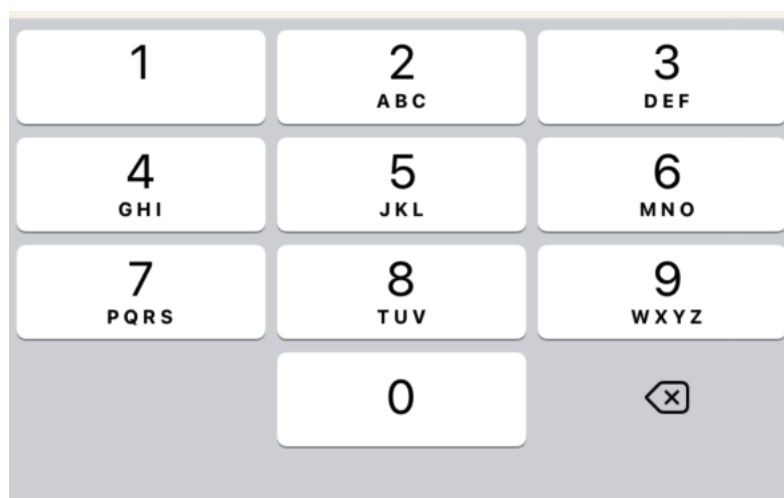 1 2 3
ABC DEF
4 5 6
GHI JKL MNO
7 8 9
PQRS TUV WXYZ
0